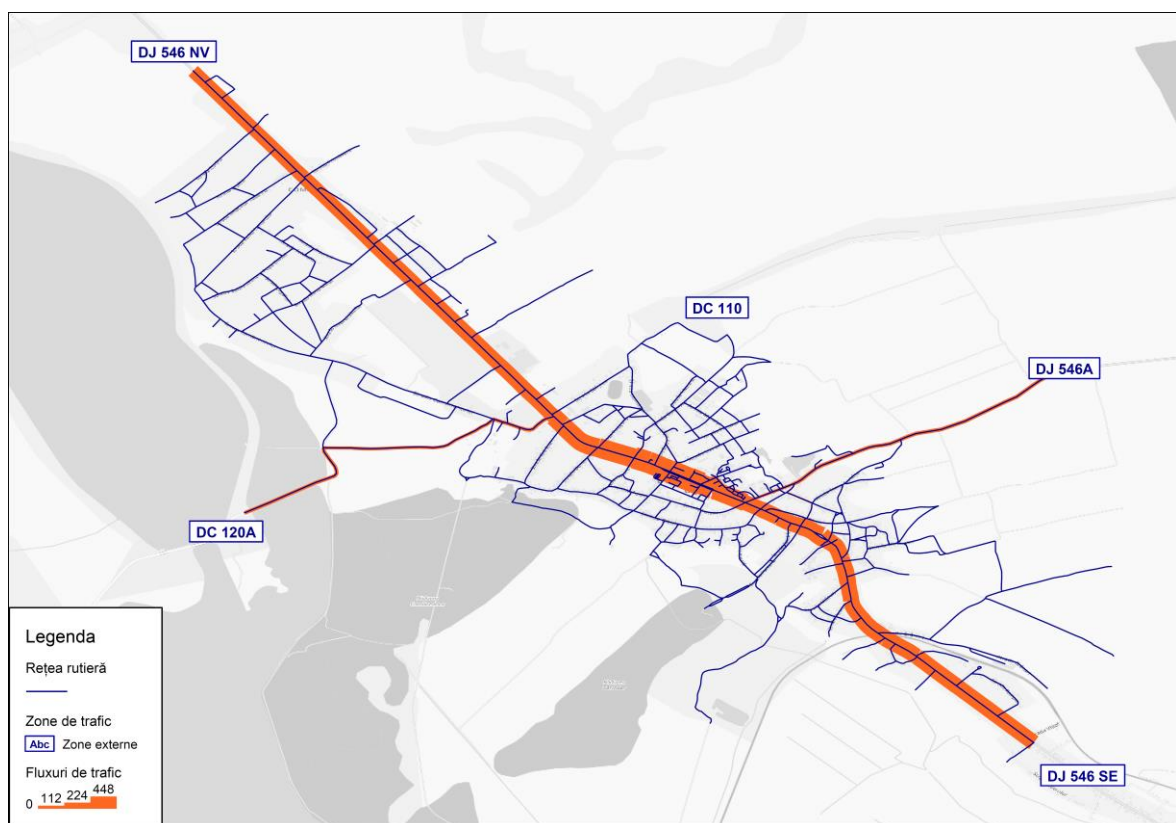 DJ 546 NV
DC 110
DJ 546A
DC 120A
DJ 546 SE
Legenda
Rețea rutieră
Zone de trafic
Abc Zone externe
Fluxuri de trafic
0 112 224 448